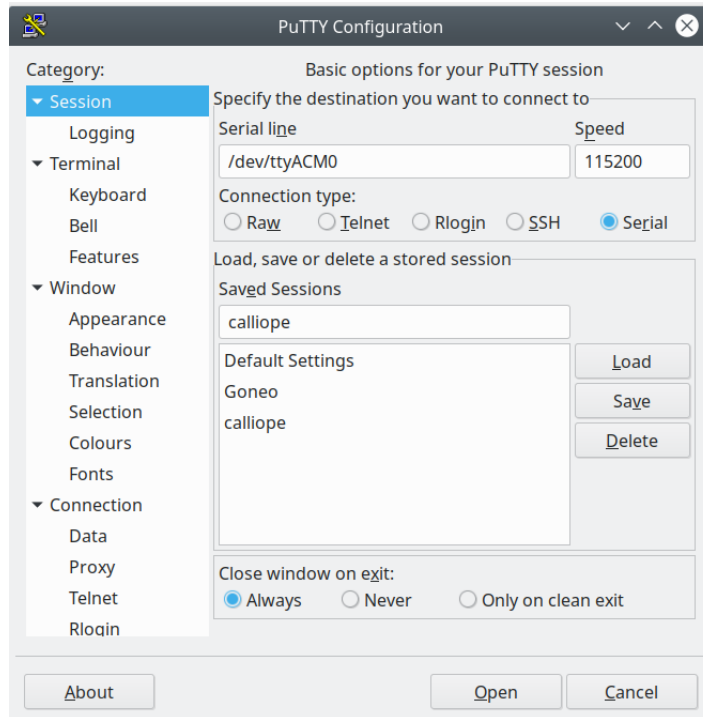 PuTTY Configuration
Category:
Session
Logging
Terminal
Keyboard
Bell
Features
Window
Appearance
Behaviour
Translation
Selection
Colours
Fonts
Connection
Data
Proxy
Telnet
Rlogin
Basic options for your PuTTY session
Specify the destination you want to connect to
Serial line Speed
/dev/ttyACM0 115200
Connection type:
Raw Telnet Rlogin SSH Serial
Load, save or delete a stored session
Saved Sessions
calliope
Default Settings
Goneo
calliope
Load
Save
Delete
Close window on exit:
Always Never Only on clean exit
About Open Cancel